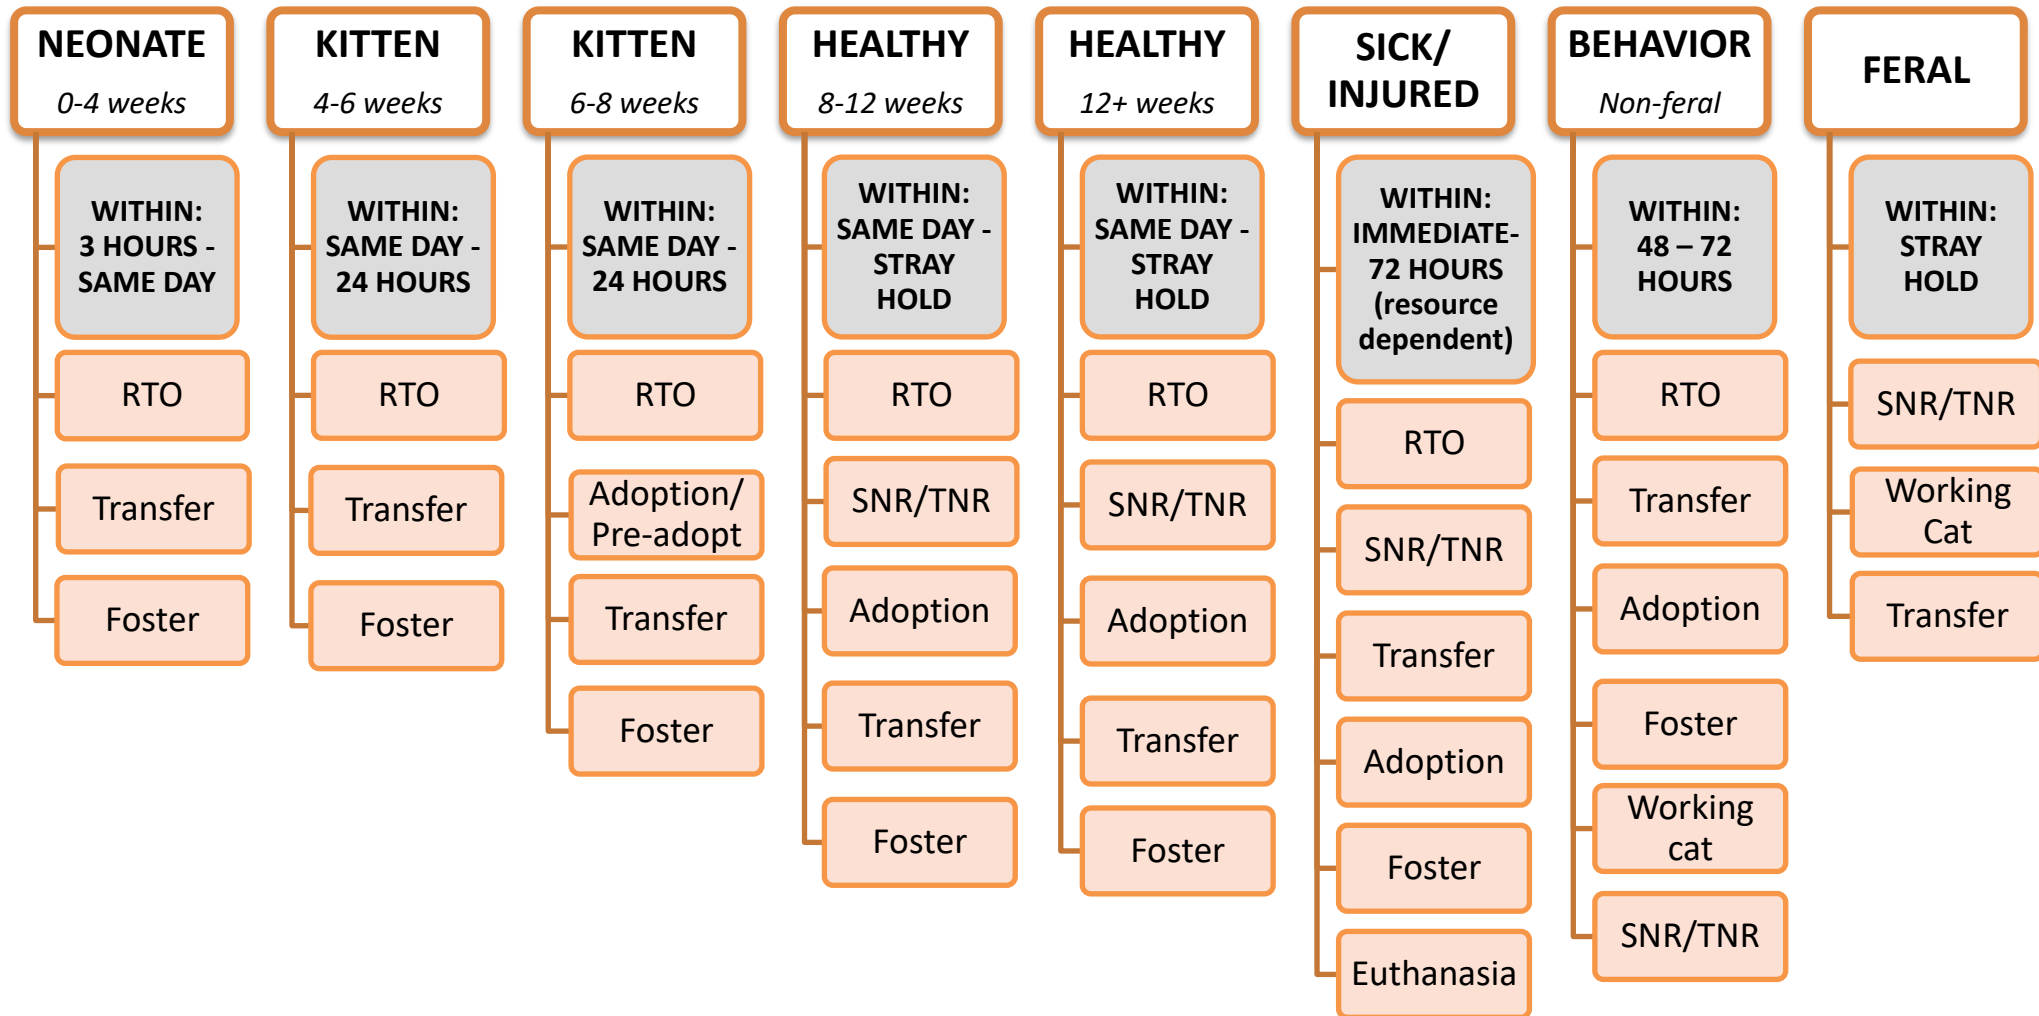 NEONATE
0-4 weeks
WITHIN:
3 HOURS -
SAME DAY
RTO
Transfer
Foster
KITTEN
4-6 weeks
WITHIN:
SAME DAY -
24 HOURS
RTO
Transfer
Foster
KITTEN
6-8 weeks
WITHIN:
SAME DAY -
24 HOURS
RTO
Adoption/
Pre-adopt
Transfer
Foster
HEALTHY
8-12 weeks
WITHIN:
SAME DAY -
STRAY
HOLD
RTO
SNR/TNR
Adoption
Transfer
Foster
HEALTHY
12+ weeks
WITHIN:
SAME DAY -
STRAY
HOLD
RTO
SNR/TNR
Adoption
Transfer
Foster
SICK/
INJURED
WITHIN:
IMMEDIATE-
72 HOURS
(resource
dependent)
RTO
SNR/TNR
Transfer
Adoption
Foster
Euthanasia
BEHAVIOR
Non-feral
WITHIN:
48 – 72
HOURS
RTO
Transfer
Adoption
Foster
Working
cat
SNR/TNR
FERAL
WITHIN:
STRAY
HOLD
SNR/TNR
Working
Cat
Transfer